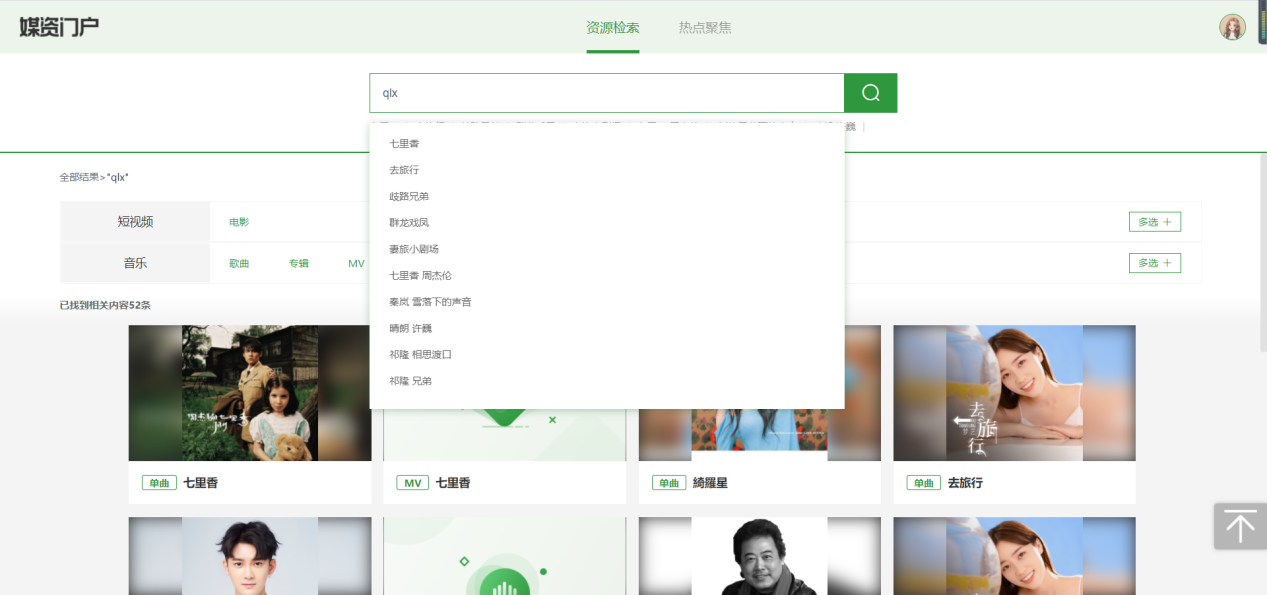 媒资门户
资源检索 热点聚焦
qlx
七里香
去旅行
歧路兄弟
群龙戏凤
妻旅小剧场
七里香 周杰伦
秦岚 雪落下的声音
晴朗 许巍
祁隆 相思渡口
祁隆 兄弟
全部结果>"qlx"
短视频 电影 多选 +
音乐 歌曲 专辑 MV 多选 +
已找到相关内容52条
去旅行
单曲 七里香
MV 七里香
单曲 綺羅星
单曲 去旅行